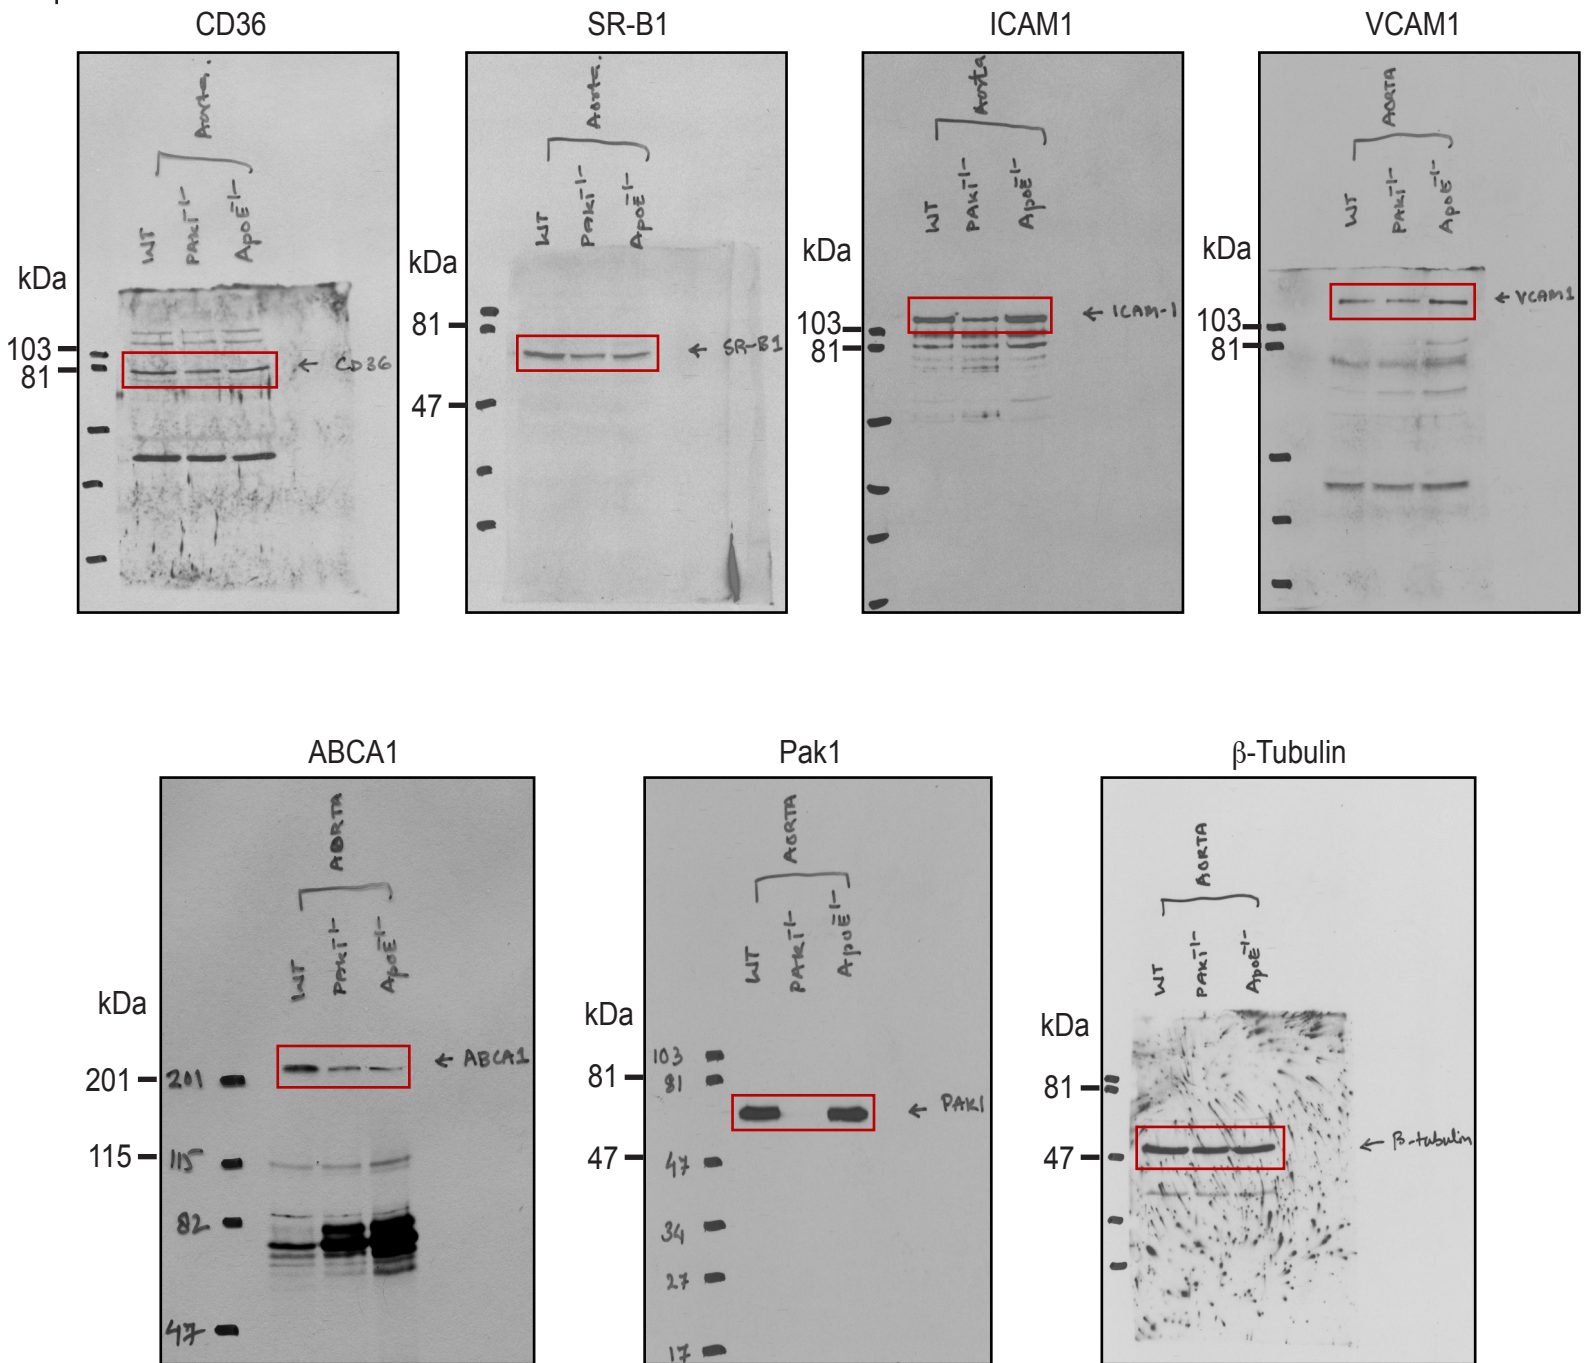 CD36
SR-B1
ICAM1
VCAM1
Aorta.
WT
PAK1-/-
ApoE-/-
kDa
103
81
← CD36
Aorta.
WT
PAK1-/-
ApoE-/-
kDa
81
47
← SR-B1
Aorta
WT
PAK1-/-
ApoE-/-
kDa
103
81
← ICAM-1
AORTA
WT
PAK1-/-
ApoE-/-
kDa
103
81
← VCAM1
ABCA1
Pak1
β-Tubulin
AORTA
WT
PAK1-/-
ApoE-/-
kDa
201
201
← ABCA1
115
115
82
47
AORTA
WT
PAK1-/-
ApoE-/-
kDa
103
81
81
← PAK1
47
47
34
27
17
AORTA
WT
PAK1-/-
ApoE-/-
kDa
81
47
← β-tubulin